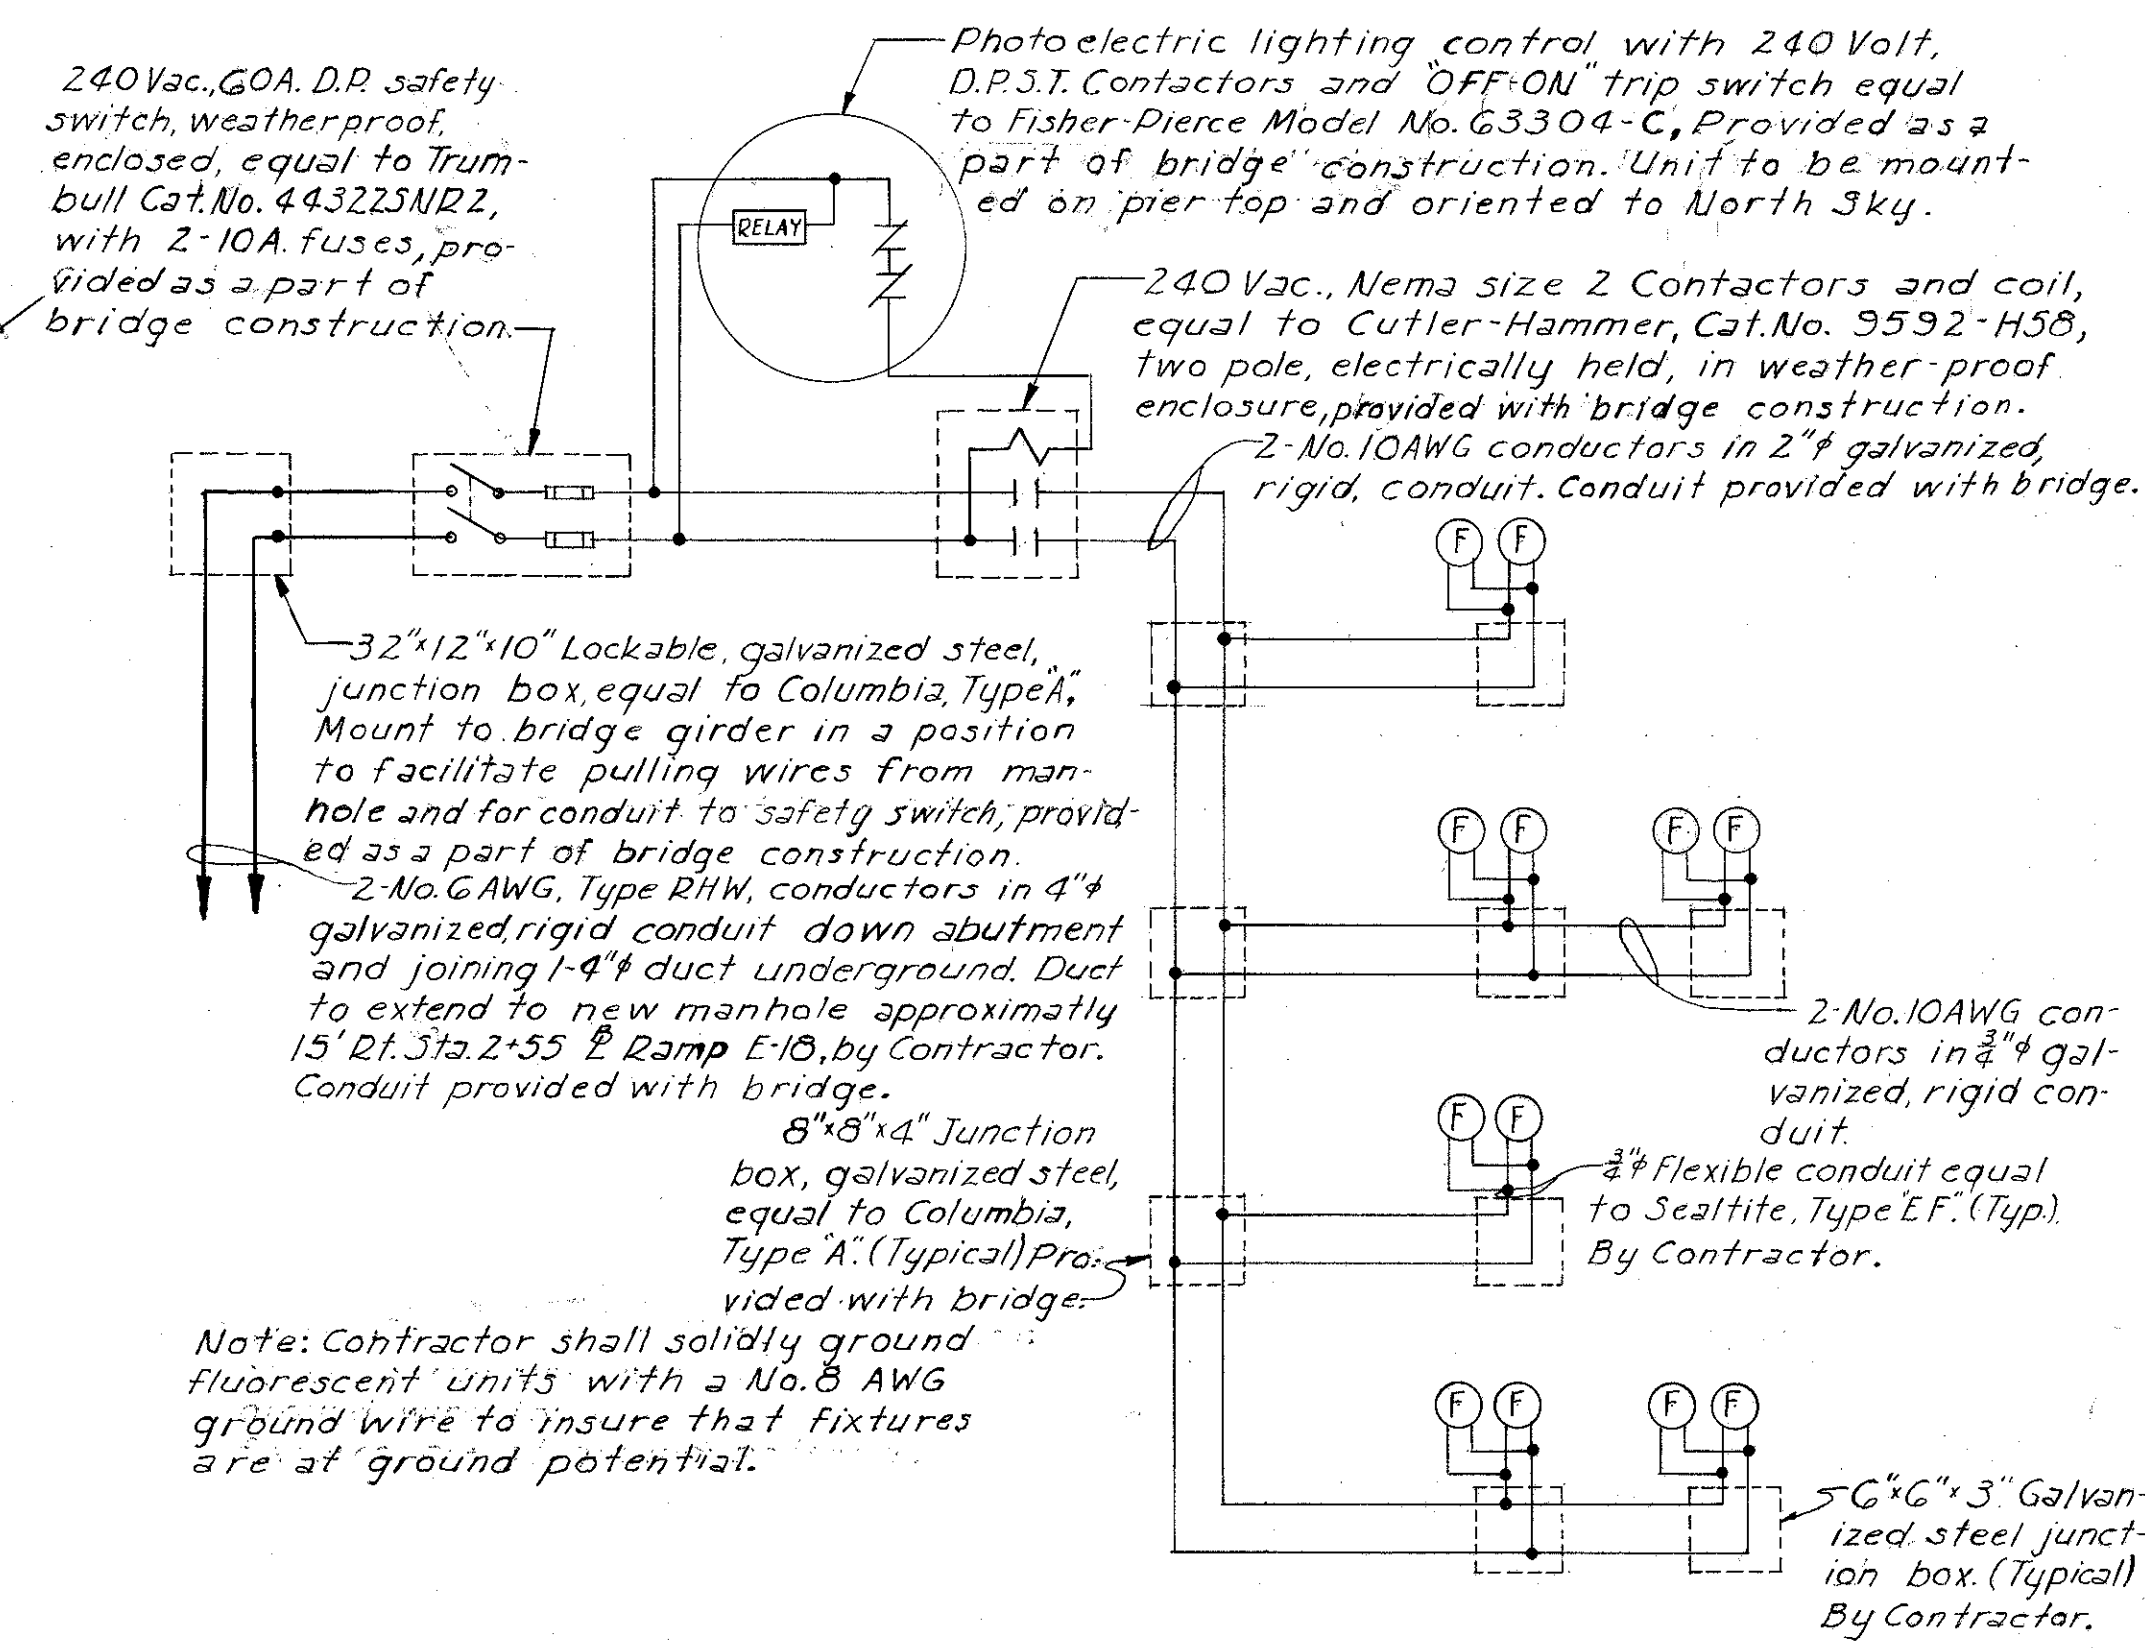 Photoelectric lighting control with 240 Volt,
D.P.S.T. Contactors and "OFF-ON" trip switch equal
to Fisher-Pierce Model No. 63304-C, Provided as a
part of bridge construction. Unit to be mount-
ed on pier top and oriented to North Sky.
240 Vac., 60A. D.P. safety
switch, weatherproof,
enclosed, equal to Trum-
bull Cat. No. 44322SNR2,
with 2-10A. fuses, pro-
vided as a part of
bridge construction.
RELAY
240 Vac., Nema size 2 Contactors and coil,
equal to Cutler-Hammer, Cat. No. 9592-H58,
two pole, electrically held, in weather-proof
enclosure, provided with bridge construction.
2-No. 10AWG conductors in 2"ϕ galvanized,
rigid, conduit. Conduit provided with bridge.
F F
32"x12"x10" Lockable, galvanized steel,
junction box, equal to Columbia, Type "A",
Mount to bridge girder in a position
to facilitate pulling wires from man-
hole and for conduit to safety switch, provid-
ed as a part of bridge construction.
F F F F
2-No. 6 AWG, Type RHW, conductors in 4"ϕ
galvanized, rigid conduit down abutment
and joining 1-4"ϕ duct underground. Duct
to extend to new manhole approximatly
15' Rt. Sta. 2+55 ℄ Ramp E-18, by Contractor.
Conduit provided with bridge.
2-No. 10AWG con-
ductors in ¾"ϕ gal-
vanized, rigid con-
duit.
F F
8"x8"x4" Junction
box, galvanized steel,
equal to Columbia,
Type "A". (Typical) Pro-
vided with bridge.
¾"ϕ Flexible conduit equal
to Sealtite, Type "EF". (Typ.).
By Contractor.
Note: Contractor shall solidly ground
fluorescent units with a No. 8 AWG
ground wire to insure that fixtures
are at ground potential.
F F F F
6"x6"x3" Galvan-
ized steel junct-
ion box. (Typical)
By Contractor.